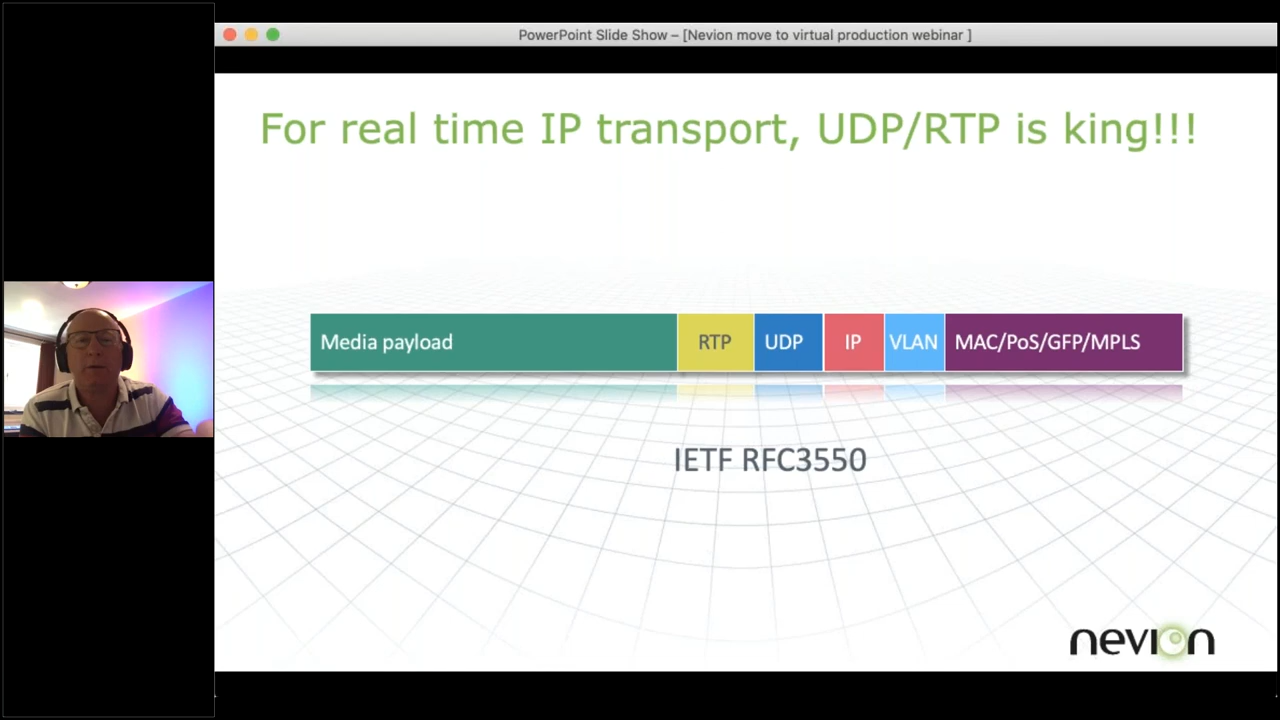 PowerPoint Slide Show – [Nevion move to virtual production webinar ]
For real time IP transport, UDP/RTP is king!!!
Media payload RTP UDP IP VLAN MAC/PoS/GFP/MPLS
IETF RFC3550
nevion